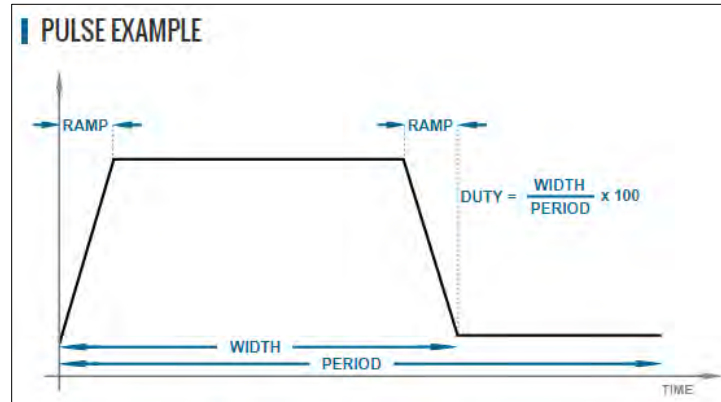 PULSE EXAMPLE
RAMP
RAMP
DUTY = WIDTH / PERIOD x 100
WIDTH
PERIOD
TIME